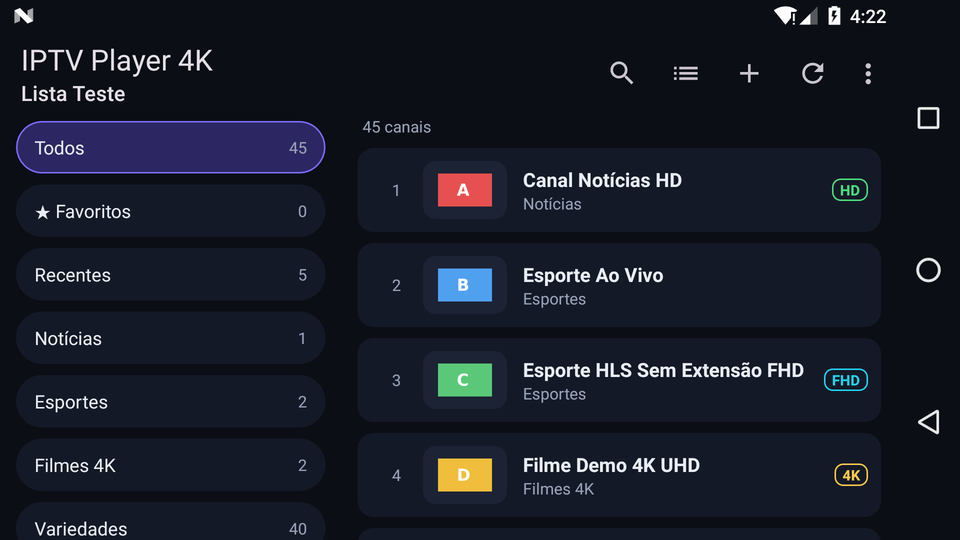 4:22
IPTV Player 4K
Lista Teste
Todos 45
★ Favoritos 0
Recentes 5
Notícias 1
Esportes 2
Filmes 4K 2
Variedades 40
45 canais
1 A Canal Notícias HD HD
Notícias
2 B Esporte Ao Vivo
Esportes
3 C Esporte HLS Sem Extensão FHD FHD
Esportes
4 D Filme Demo 4K UHD 4K
Filmes 4K